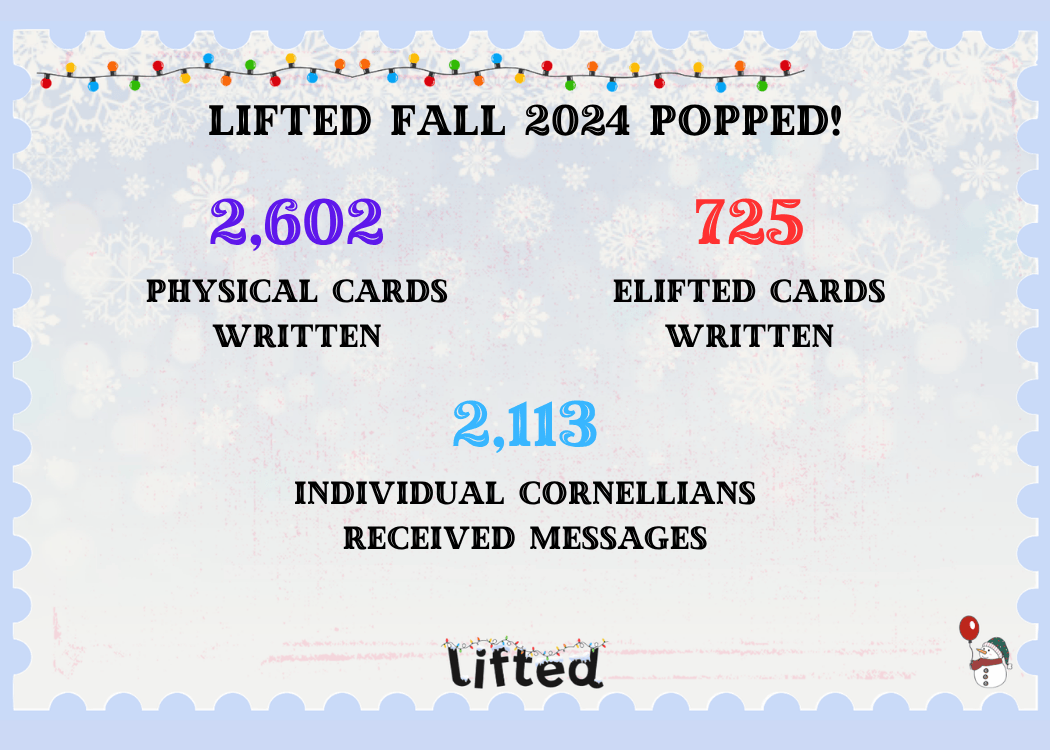 LIFTED FALL 2024 POPPED!
2,602
PHYSICAL CARDS
WRITTEN
725
ELIFTED CARDS
WRITTEN
2,113
INDIVIDUAL CORNELLIANS
RECEIVED MESSAGES
Lifted